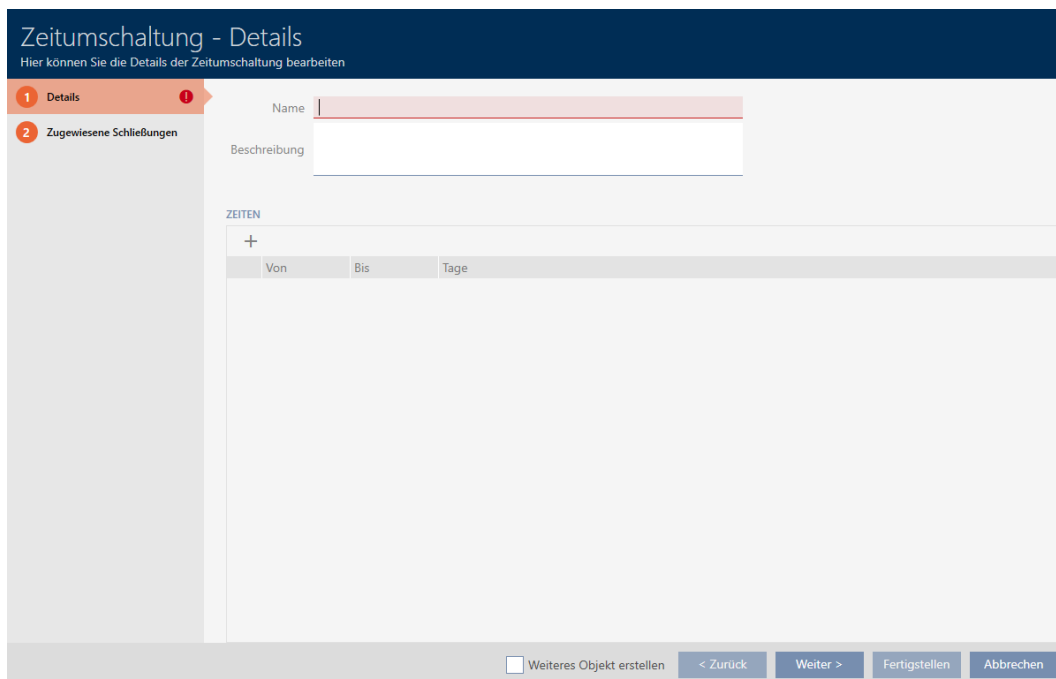 Zeitumschaltung - Details
Hier können Sie die Details der Zeitumschaltung bearbeiten
1 Details !
2 Zugewiesene Schließungen
Name
Beschreibung
ZEITEN
+
Von Bis Tage
Weiteres Objekt erstellen < Zurück Weiter > Fertigstellen Abbrechen